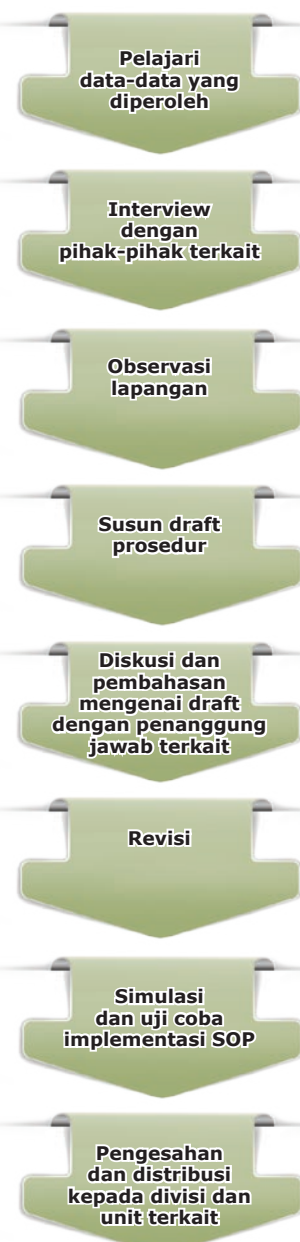 Pelajari
data-data yang
diperoleh
Interview
dengan
pihak-pihak terkait
Observasi
lapangan
Susun draft
prosedur
Diskusi dan
pembahasan
mengenai draft
dengan penanggung
jawab terkait
Revisi
Simulasi
dan uji coba
implementasi SOP
Pengesahan
dan distribusi
kepada divisi dan
unit terkait